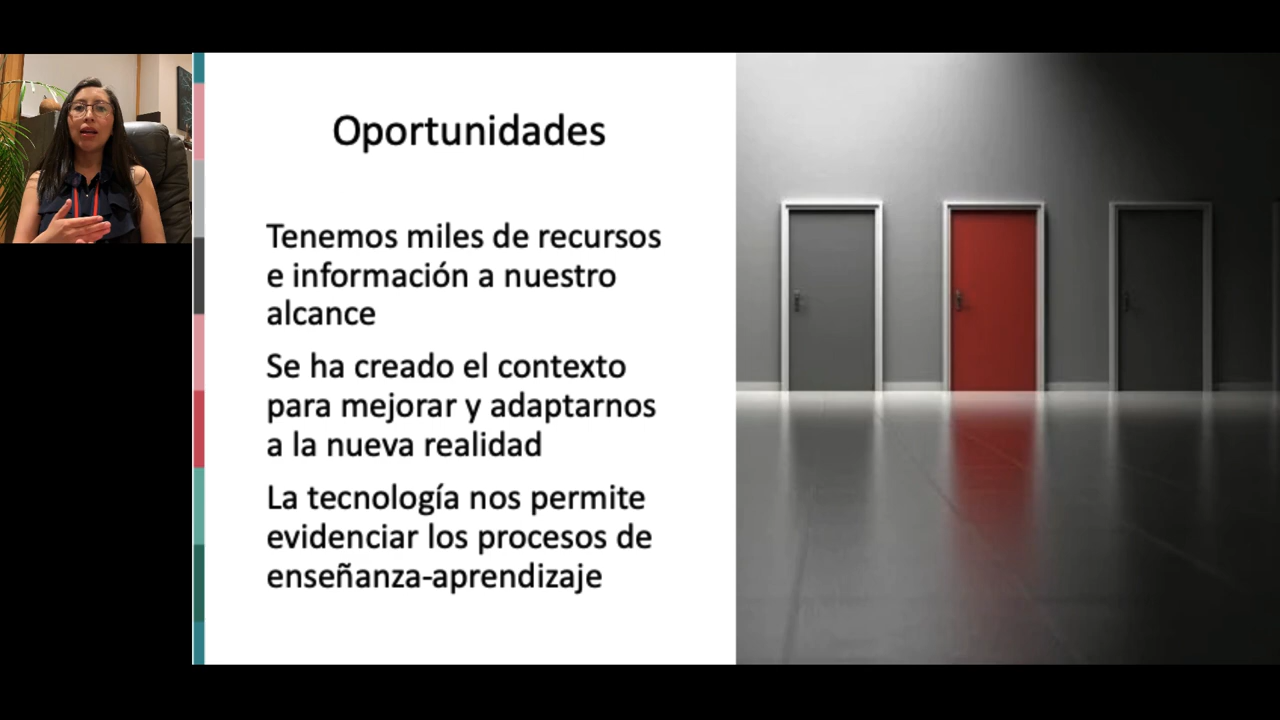 Oportunidades
Tenemos miles de recursos
e información a nuestro
alcance
Se ha creado el contexto
para mejorar y adaptarnos
a la nueva realidad
La tecnología nos permite
evidenciar los procesos de
enseñanza-aprendizaje